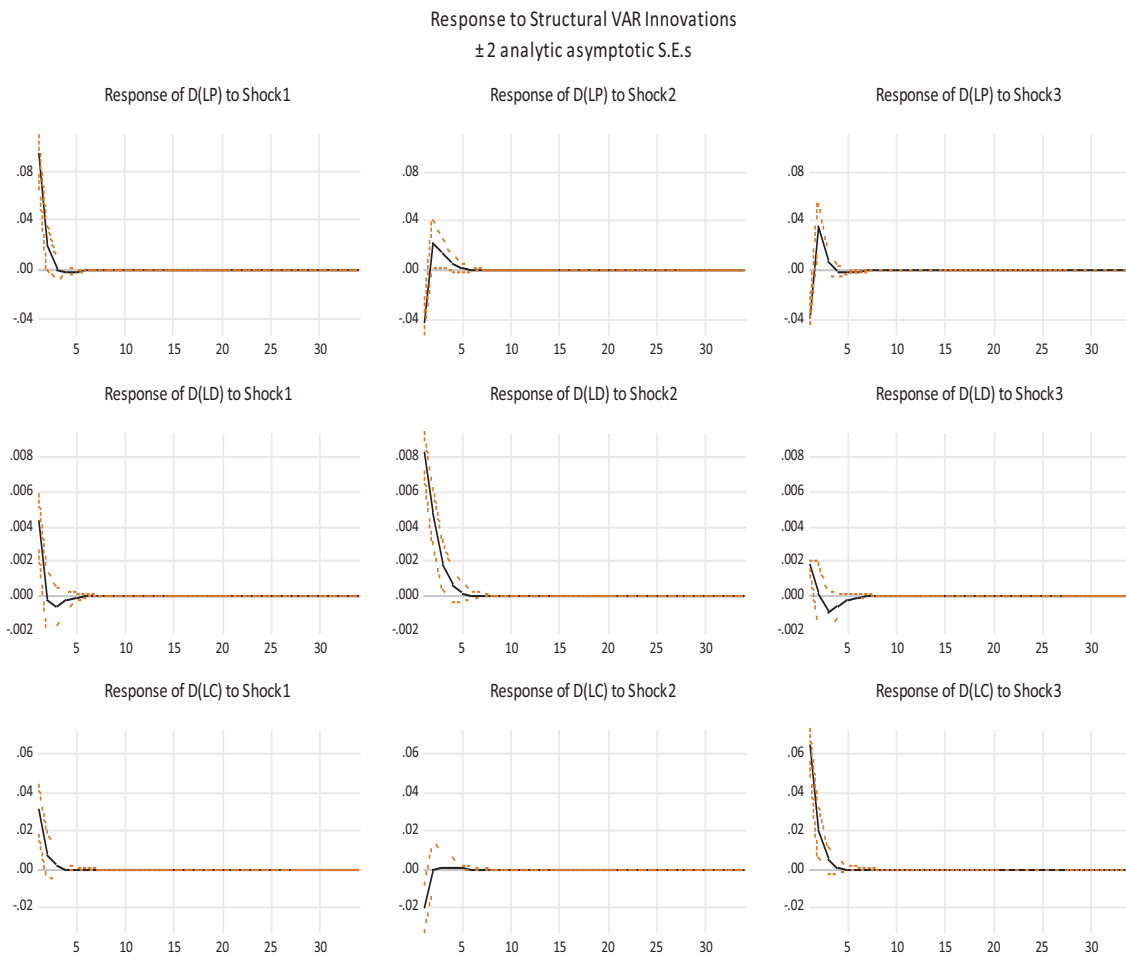 Response to Structural VAR Innovations
±2 analytic asymptotic S.E.s
Response of D(LP) to Shock1
Response of D(LP) to Shock2
Response of D(LP) to Shock3
.08
.04
.00
-.04
5 10 15 20 25 30
.08
.04
.00
-.04
5 10 15 20 25 30
.08
.04
.00
-.04
5 10 15 20 25 30
Response of D(LD) to Shock1
Response of D(LD) to Shock2
Response of D(LD) to Shock3
.008
.006
.004
.002
.000
-.002
5 10 15 20 25 30
.008
.006
.004
.002
.000
-.002
5 10 15 20 25 30
.008
.006
.004
.002
.000
-.002
5 10 15 20 25 30
Response of D(LC) to Shock1
Response of D(LC) to Shock2
Response of D(LC) to Shock3
.06
.04
.02
.00
-.02
5 10 15 20 25 30
.06
.04
.02
.00
-.02
5 10 15 20 25 30
.06
.04
.02
.00
-.02
5 10 15 20 25 30